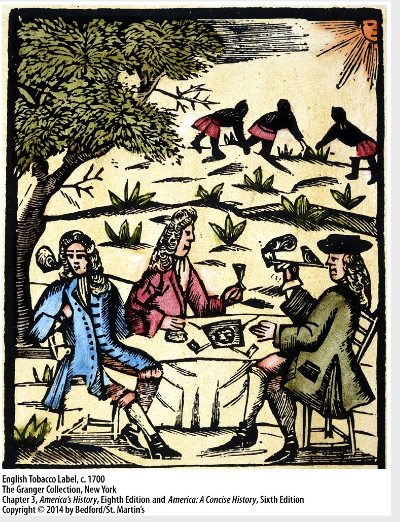 English Tobacco Label, c. 1700
The Granger Collection, New York
Chapter 3, America's History, Eighth Edition and America: A Concise History, Sixth Edition
Copyright © 2014 by Bedford/St. Martin's